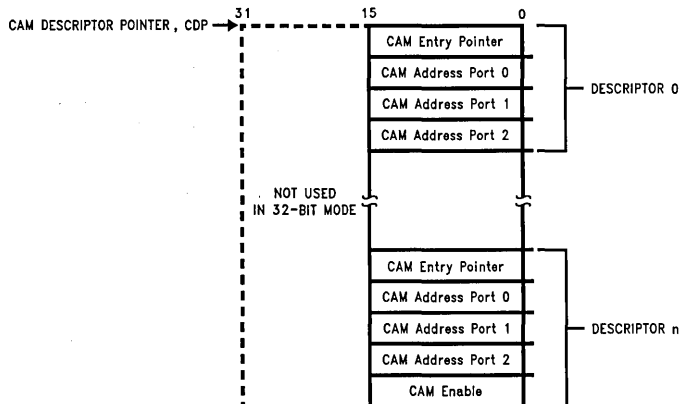 31 15 0
CAM DESCRIPTOR POINTER, CDP
CAM Entry Pointer
CAM Address Port 0
CAM Address Port 1
CAM Address Port 2
DESCRIPTOR 0
NOT USED
IN 32-BIT MODE
CAM Entry Pointer
CAM Address Port 0
CAM Address Port 1
CAM Address Port 2
CAM Enable
DESCRIPTOR n